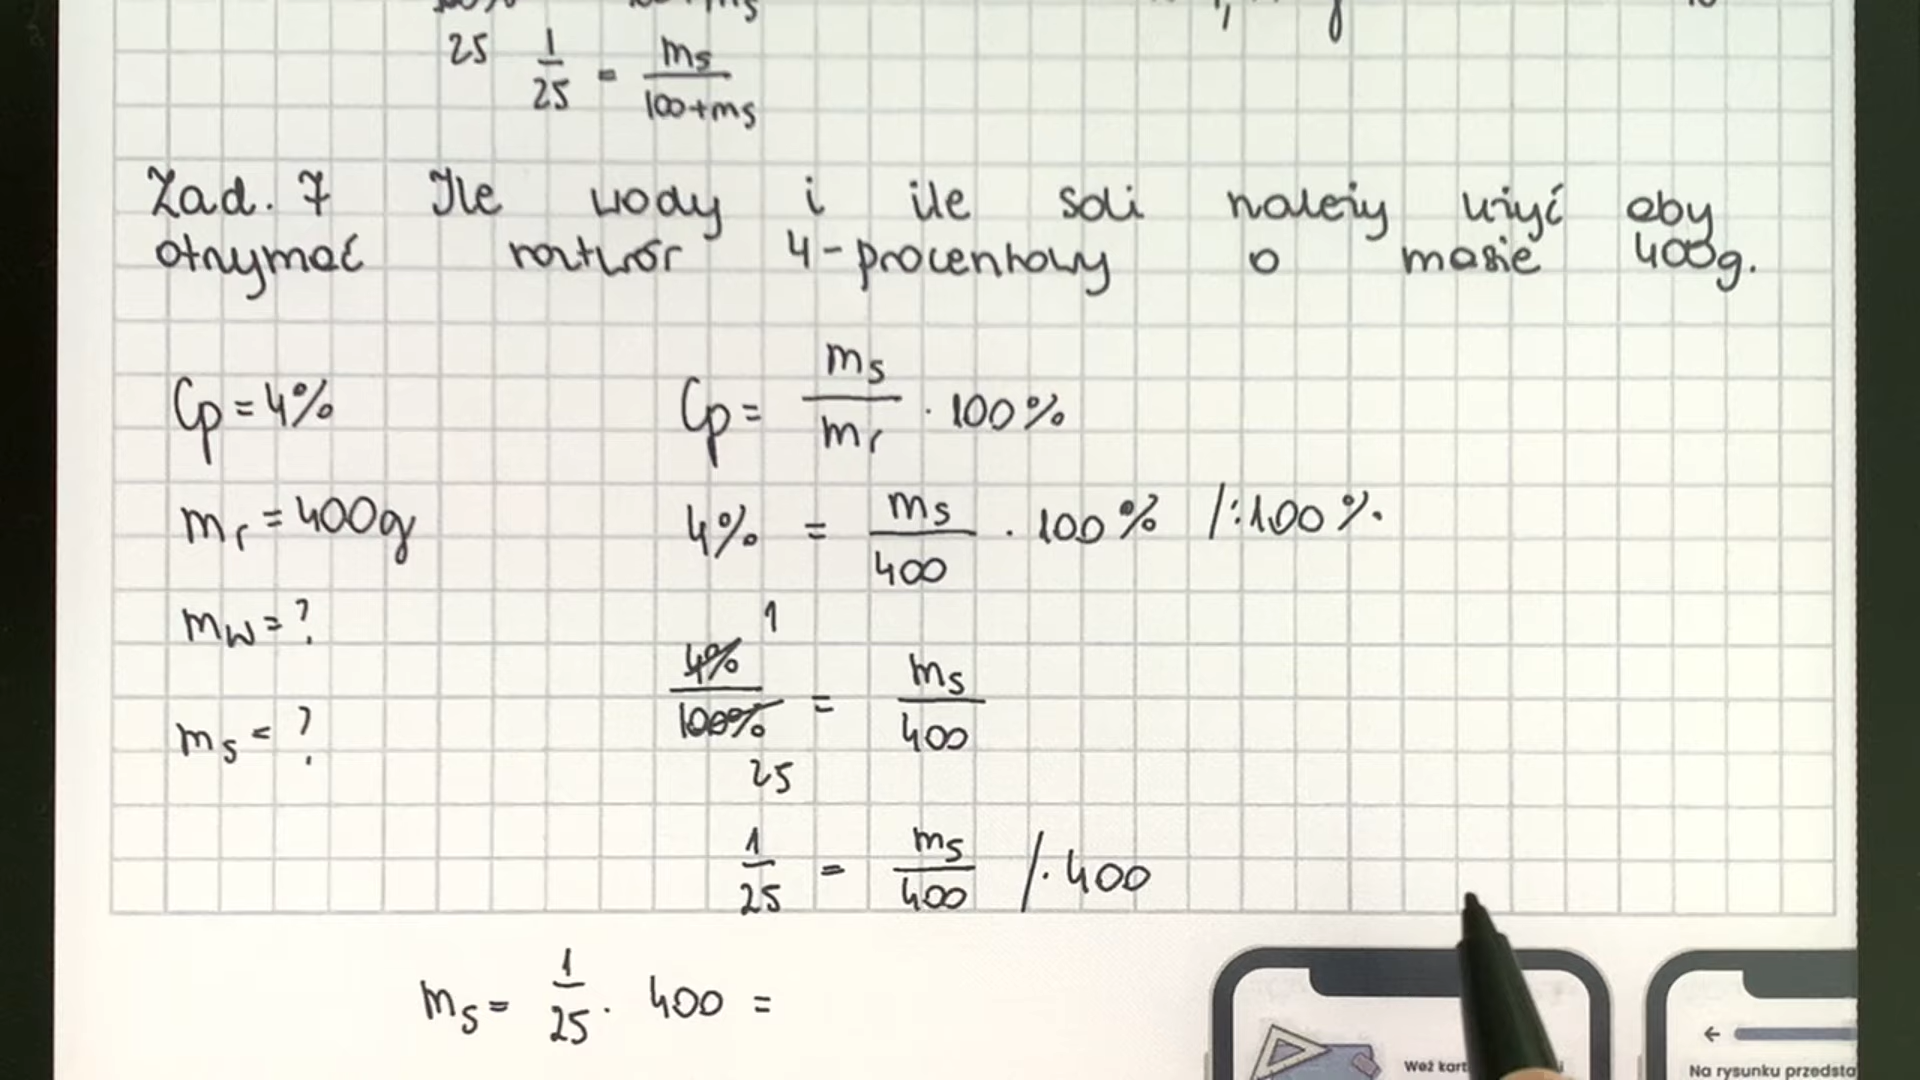 25 1/25 = ms/100+ms
Zad. 7 Ile wody i ile soli należy użyć aby
otrzymać roztwór 4-procentowy o masie 400g.
Cp = 4%
Cp = ms/mr · 100%
mr = 400g
4% = ms/400 · 100% /:100%.
mw = ?
1
4%/100% = ms/400
ms = ?
25
1/25 = ms/400 /· 400
ms = 1/25 · 400 =
Weź kart
Na rysunku przedsta